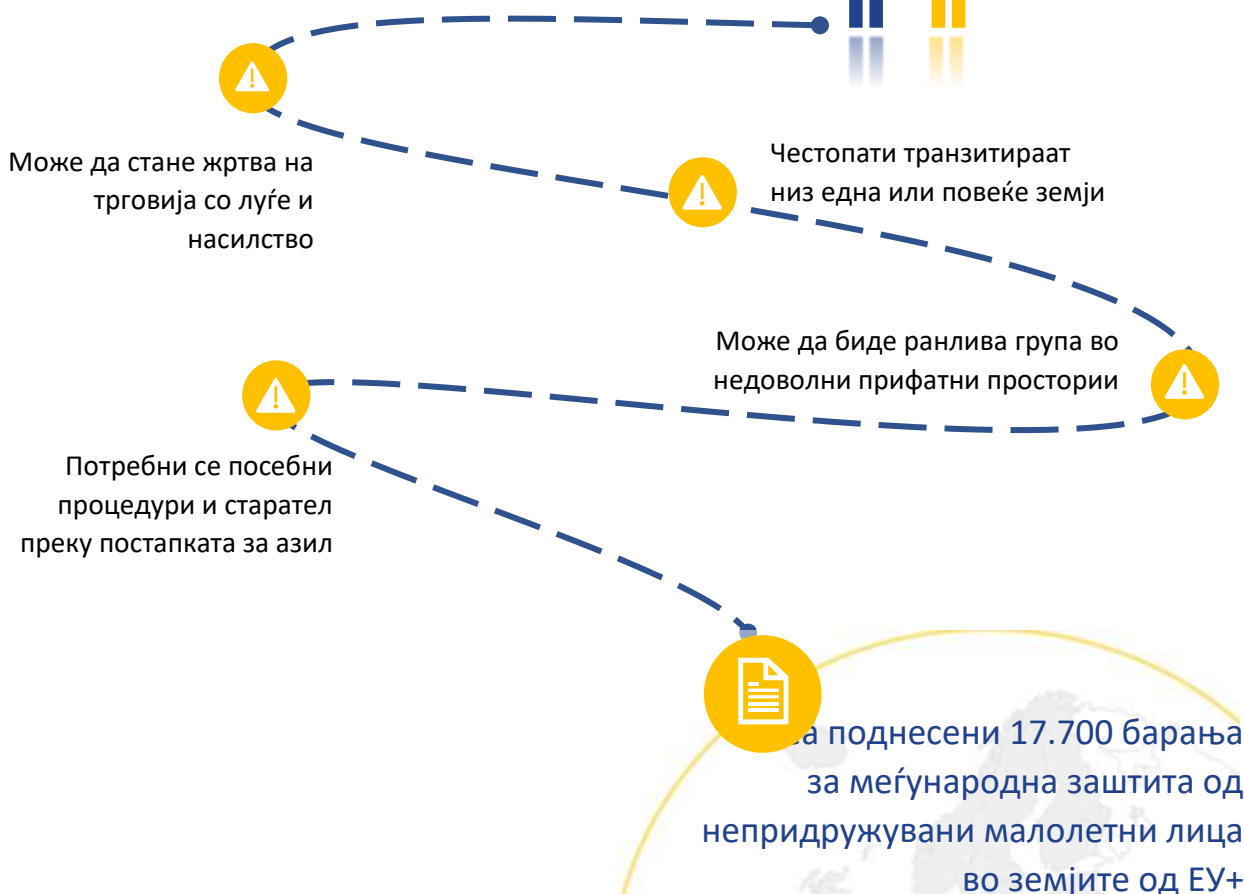 Може да стане жртва на
трговија со луѓе и
насилство
Честопати транзитираат
низ една или повеќе земји
Може да биде ранлива група во
недоволни прифатни простории
Потребни се посебни
процедури и старател
преку постапката за азил
поднесени 17.700 барања
за меѓународна заштита од
непридружувани малолетни лица
во земјите од ЕУ+